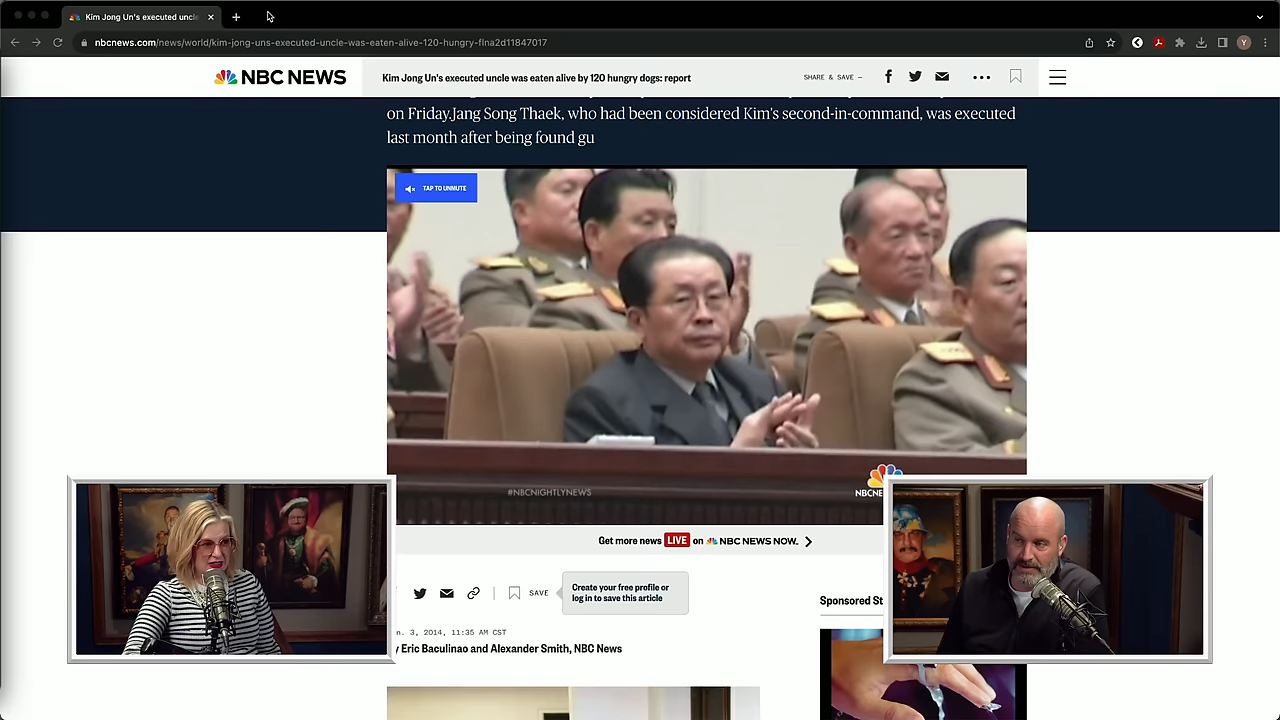 Kim Jong Un's executed uncle
nbcnews.com/news/world/kim-jong-uns-executed-uncle-was-eaten-alive-120-hungry-flna2d11847017
Y
NBC NEWS
Kim Jong Un's executed uncle was eaten alive by 120 hungry dogs: report
SHARE & SAVE —
on Friday.Jang Song Thaek, who had been considered Kim's second-in-command, was executed
last month after being found gu
TAP TO UNMUTE
#NBCNIGHTLYNEWS
Get more news LIVE on NBC NEWS NOW.
SAVE
Create your free profile or
log in to save this article
n. 3, 2014, 11:35 AM CST
Sponsored St
y Eric Baculinao and Alexander Smith, NBC News